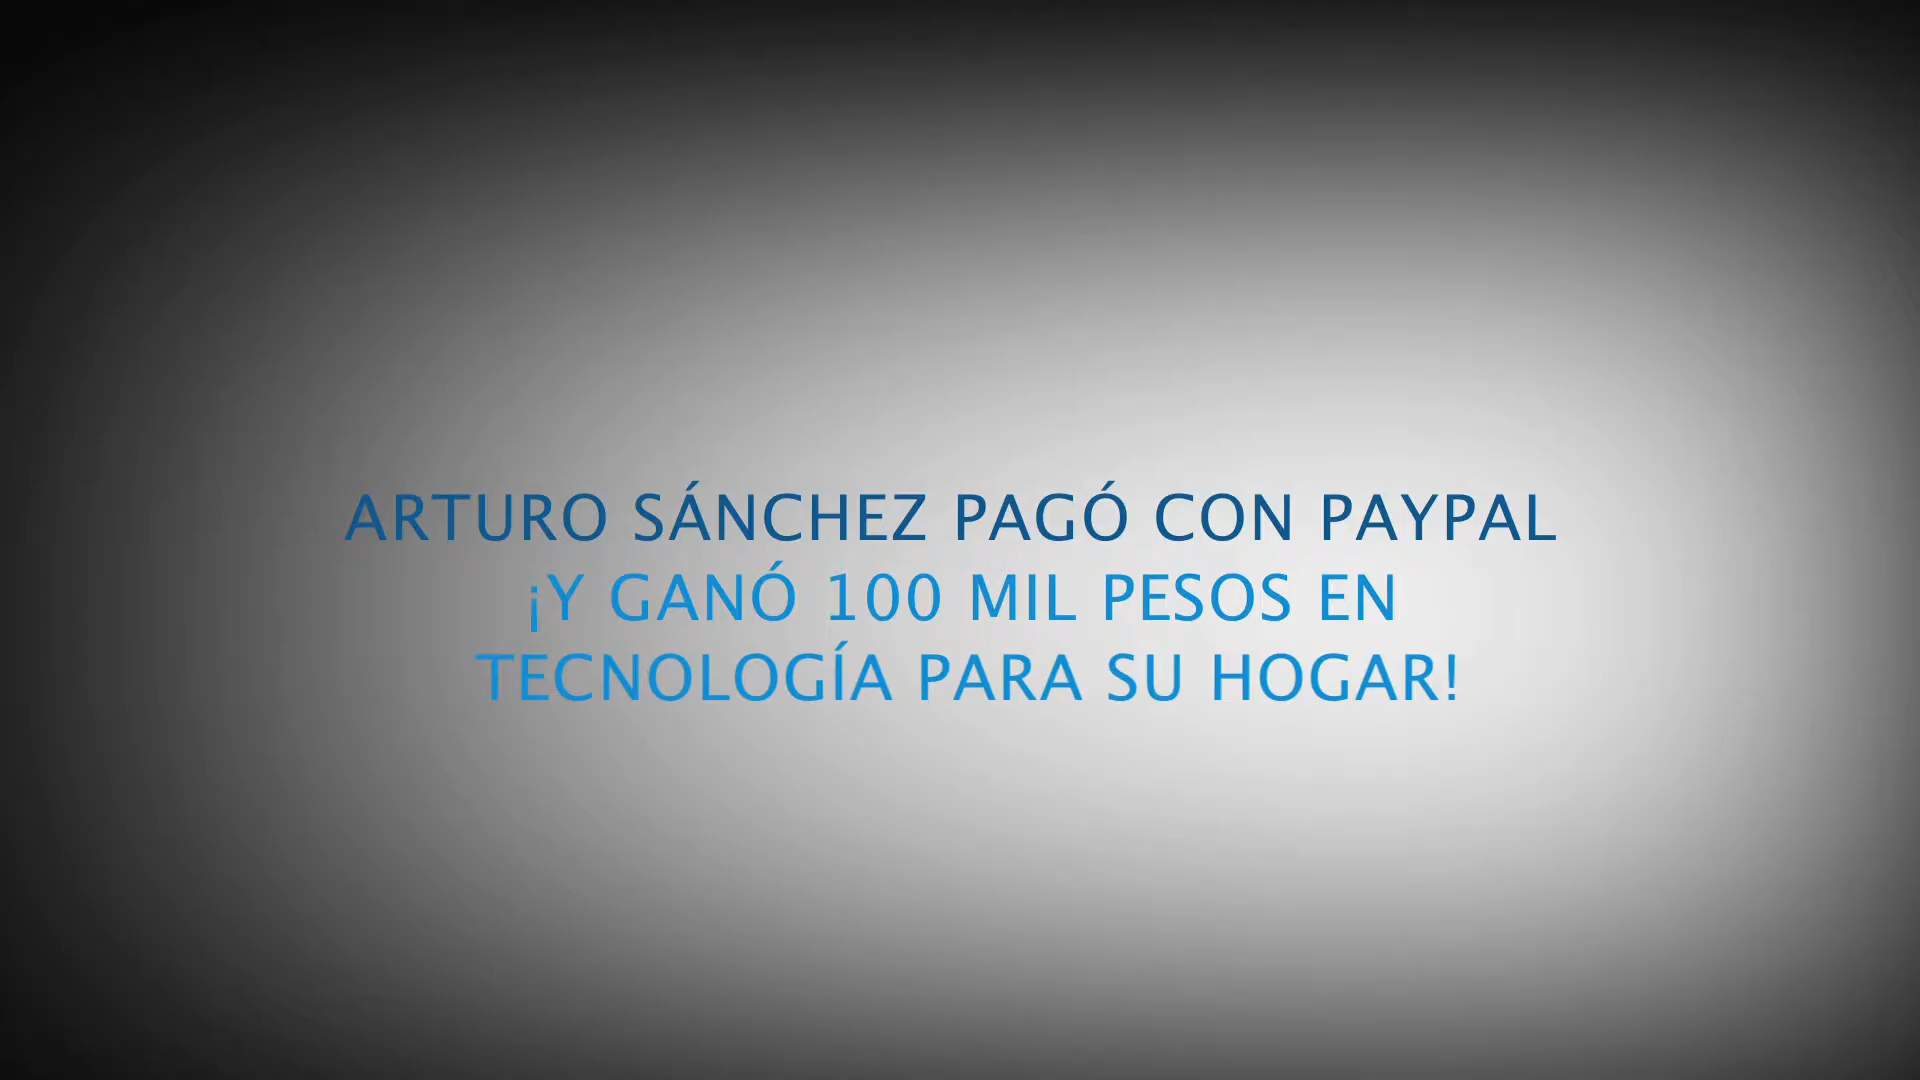 ARTURO SÁNCHEZ PAGÓ CON PAYPAL
¡Y GANÓ 100 MIL PESOS EN
TECNOLOGÍA PARA SU HOGAR!